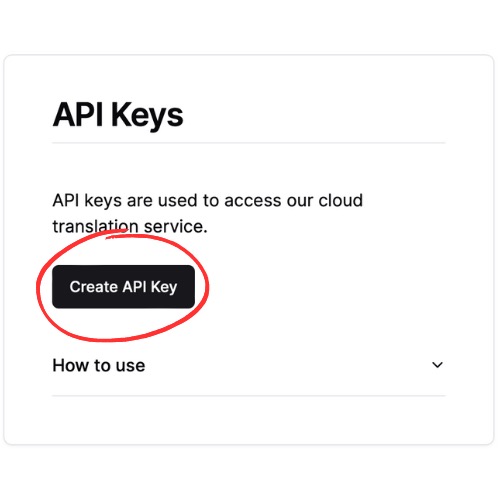 API Keys
API keys are used to access our cloud
translation service.
Create API Key
How to use